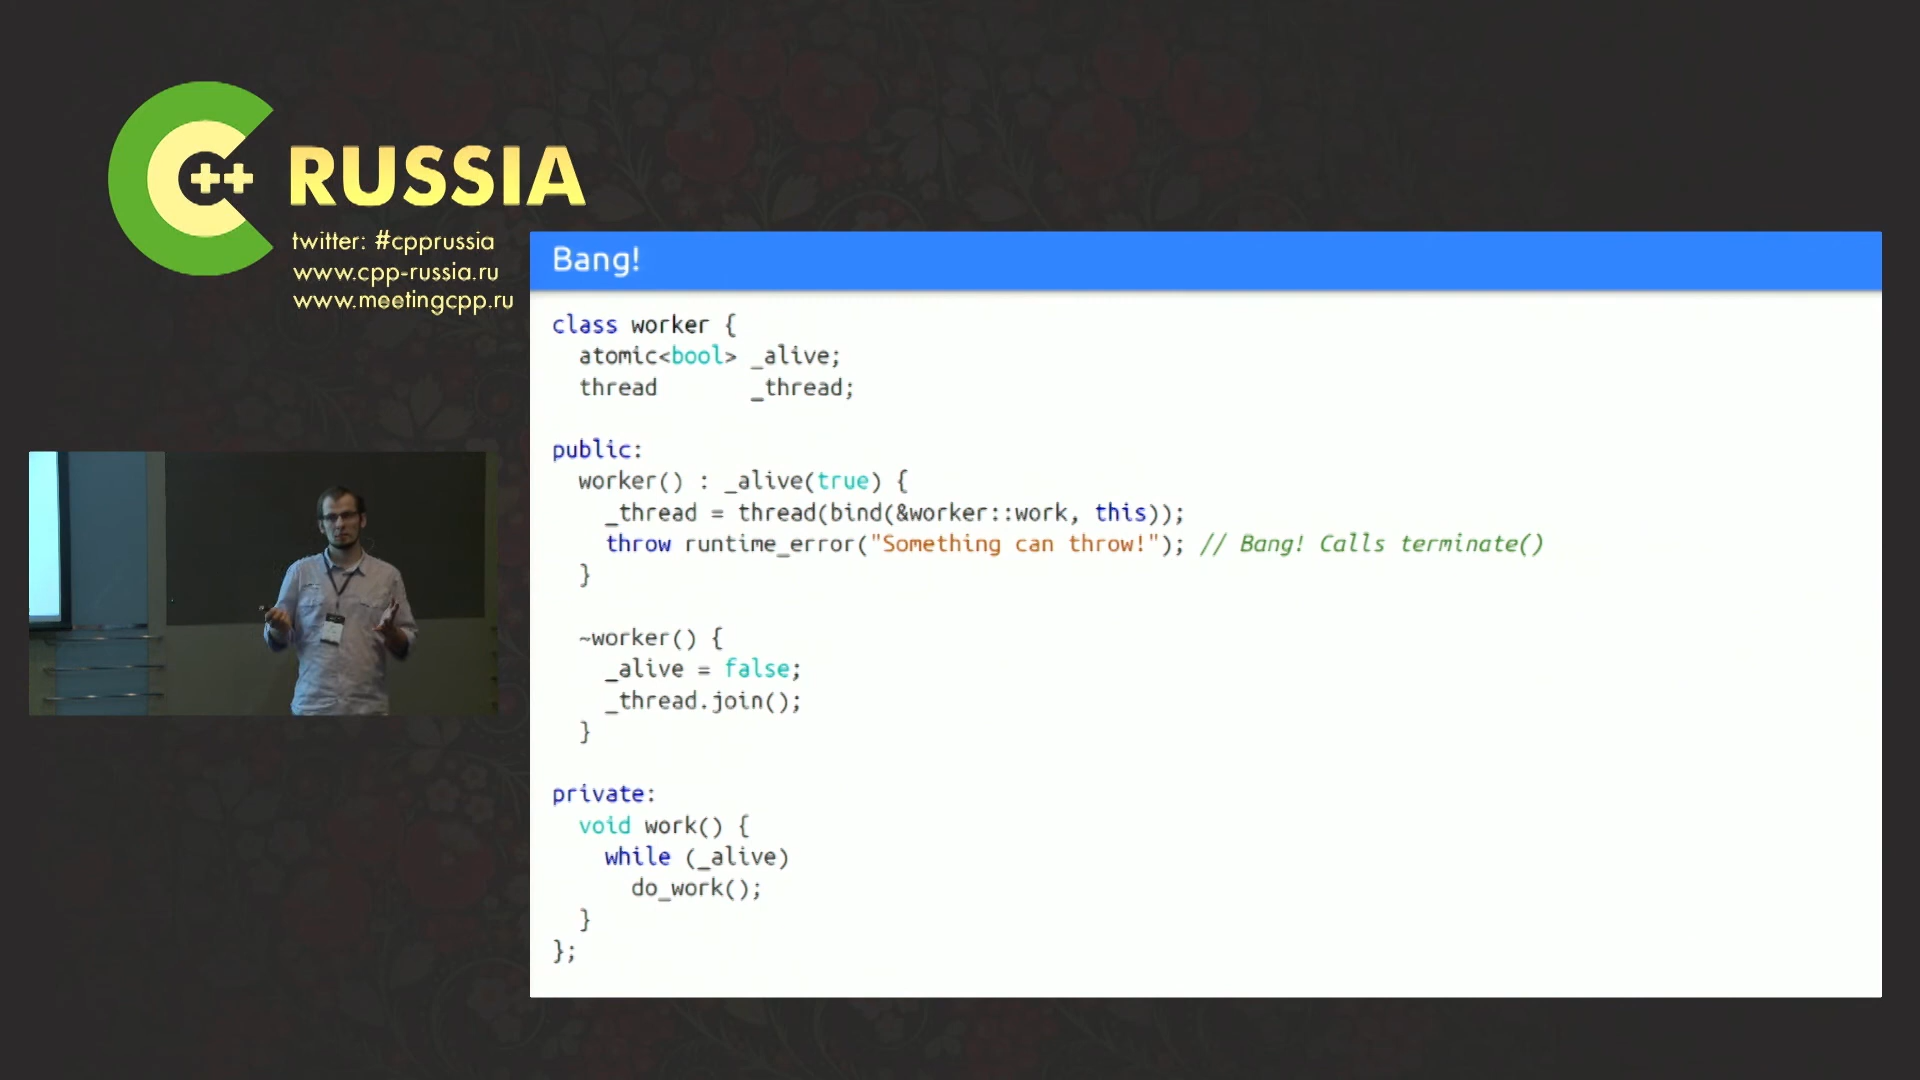 C++ RUSSIA
twitter: #cpprussia
www.cpp-russia.ru
www.meetingcpp.ru
Bang!
class worker {
  atomic<bool> _alive;
  thread       _thread;
public:
  worker() : _alive(true) {
    _thread = thread(bind(&worker::work, this));
    throw runtime_error("Something can throw!"); // Bang! Calls terminate()
  }
  ~worker() {
    _alive = false;
    _thread.join();
  }
private:
  void work() {
    while (_alive)
      do_work();
  }
};